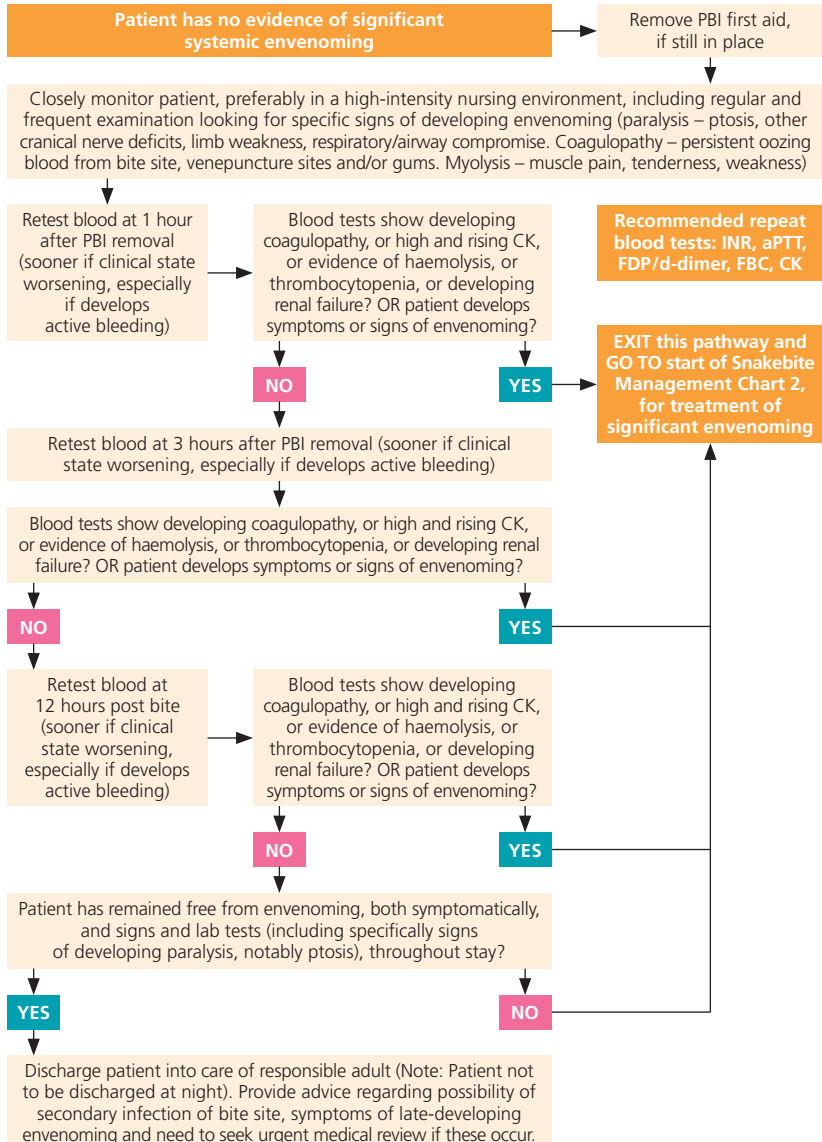 Patient has no evidence of significant
systemic envenoming
Remove PBI first aid,
if still in place
Closely monitor patient, preferably in a high-intensity nursing environment, including regular and
frequent examination looking for specific signs of developing envenoming (paralysis – ptosis, other
cranical nerve deficits, limb weakness, respiratory/airway compromise. Coagulopathy – persistent oozing
blood from bite site, venepuncture sites and/or gums. Myolysis – muscle pain, tenderness, weakness)
Retest blood at 1 hour
after PBI removal
(sooner if clinical state
worsening, especially
if develops
active bleeding)
Blood tests show developing
coagulopathy, or high and rising CK,
or evidence of haemolysis, or
thrombocytopenia, or developing
renal failure? OR patient develops
symptoms or signs of envenoming?
Recommended repeat
blood tests: INR, aPTT,
FDP/d-dimer, FBC, CK
NO
YES
EXIT this pathway and
GO TO start of Snakebite
Management Chart 2,
for treatment of
significant envenoming
Retest blood at 3 hours after PBI removal (sooner if clinical
state worsening, especially if develops active bleeding)
Blood tests show developing coagulopathy, or high and rising CK,
or evidence of haemolysis, or thrombocytopenia, or developing renal
failure? OR patient develops symptoms or signs of envenoming?
NO
YES
Retest blood at
12 hours post bite
(sooner if clinical
state worsening,
especially if develops
active bleeding)
Blood tests show developing
coagulopathy, or high and rising CK,
or evidence of haemolysis, or
thrombocytopenia, or developing
renal failure? OR patient develops
symptoms or signs of envenoming?
NO
YES
Patient has remained free from envenoming, both symptomatically,
and signs and lab tests (including specifically signs
of developing paralysis, notably ptosis), throughout stay?
YES
NO
Discharge patient into care of responsible adult (Note: Patient not
to be discharged at night). Provide advice regarding possibility of
secondary infection of bite site, symptoms of late-developing
envenoming and need to seek urgent medical review if these occur.